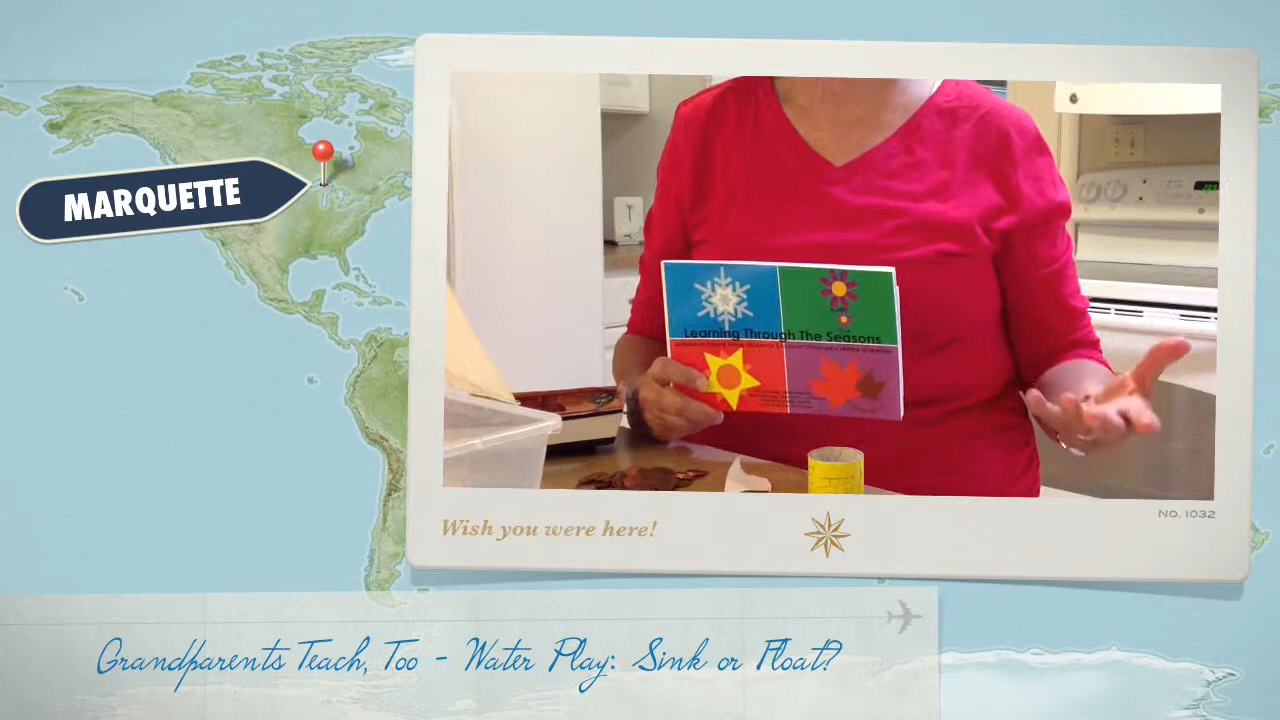 MARQUETTE
Learning Through The Seasons
Wish you were here!
No. 1032
Grandparents Teach, Too - Water Play: Sink or Float?